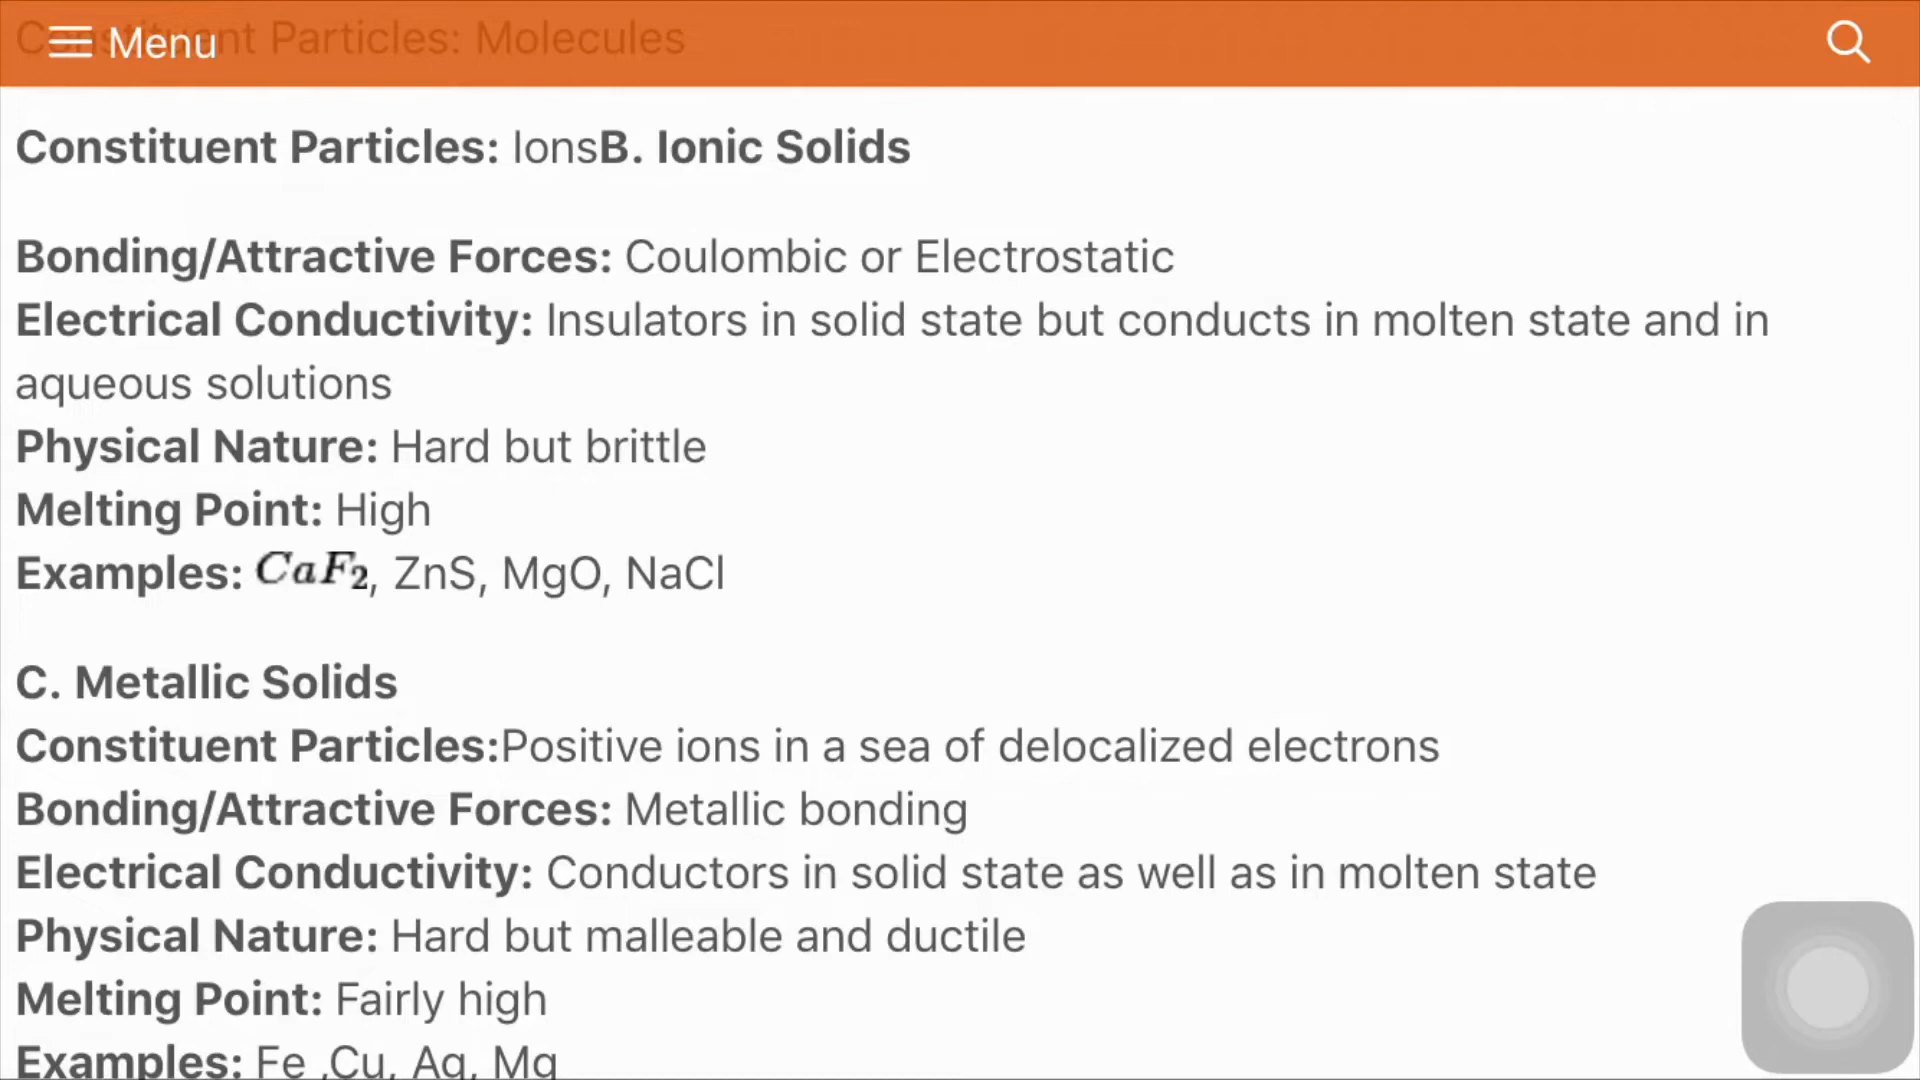 Constituent Particles: Molecules
Menu
Constituent Particles: IonsB. Ionic Solids
Bonding/Attractive Forces: Coulombic or Electrostatic
Electrical Conductivity: Insulators in solid state but conducts in molten state and in
aqueous solutions
Physical Nature: Hard but brittle
Melting Point: High
Examples: CaF₂, ZnS, MgO, NaCl
C. Metallic Solids
Constituent Particles:Positive ions in a sea of delocalized electrons
Bonding/Attractive Forces: Metallic bonding
Electrical Conductivity: Conductors in solid state as well as in molten state
Physical Nature: Hard but malleable and ductile
Melting Point: Fairly high
Examples: Fe ,Cu, Ag, Mg